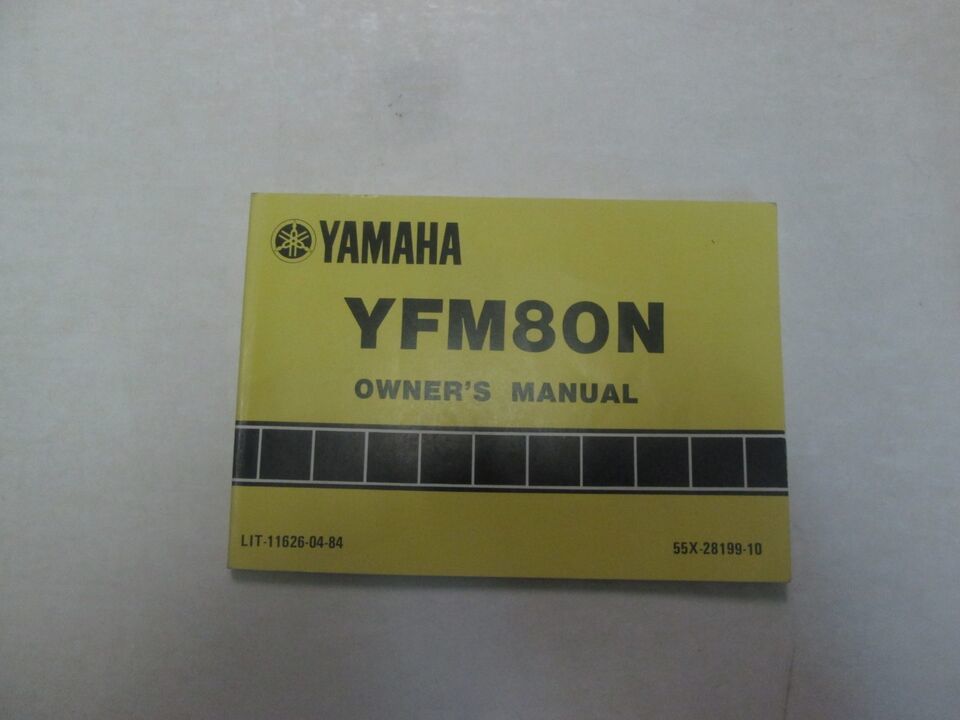 YAMAHA
YFM80N
OWNER'S MANUAL
LIT-11626-04-84
55X-28199-10